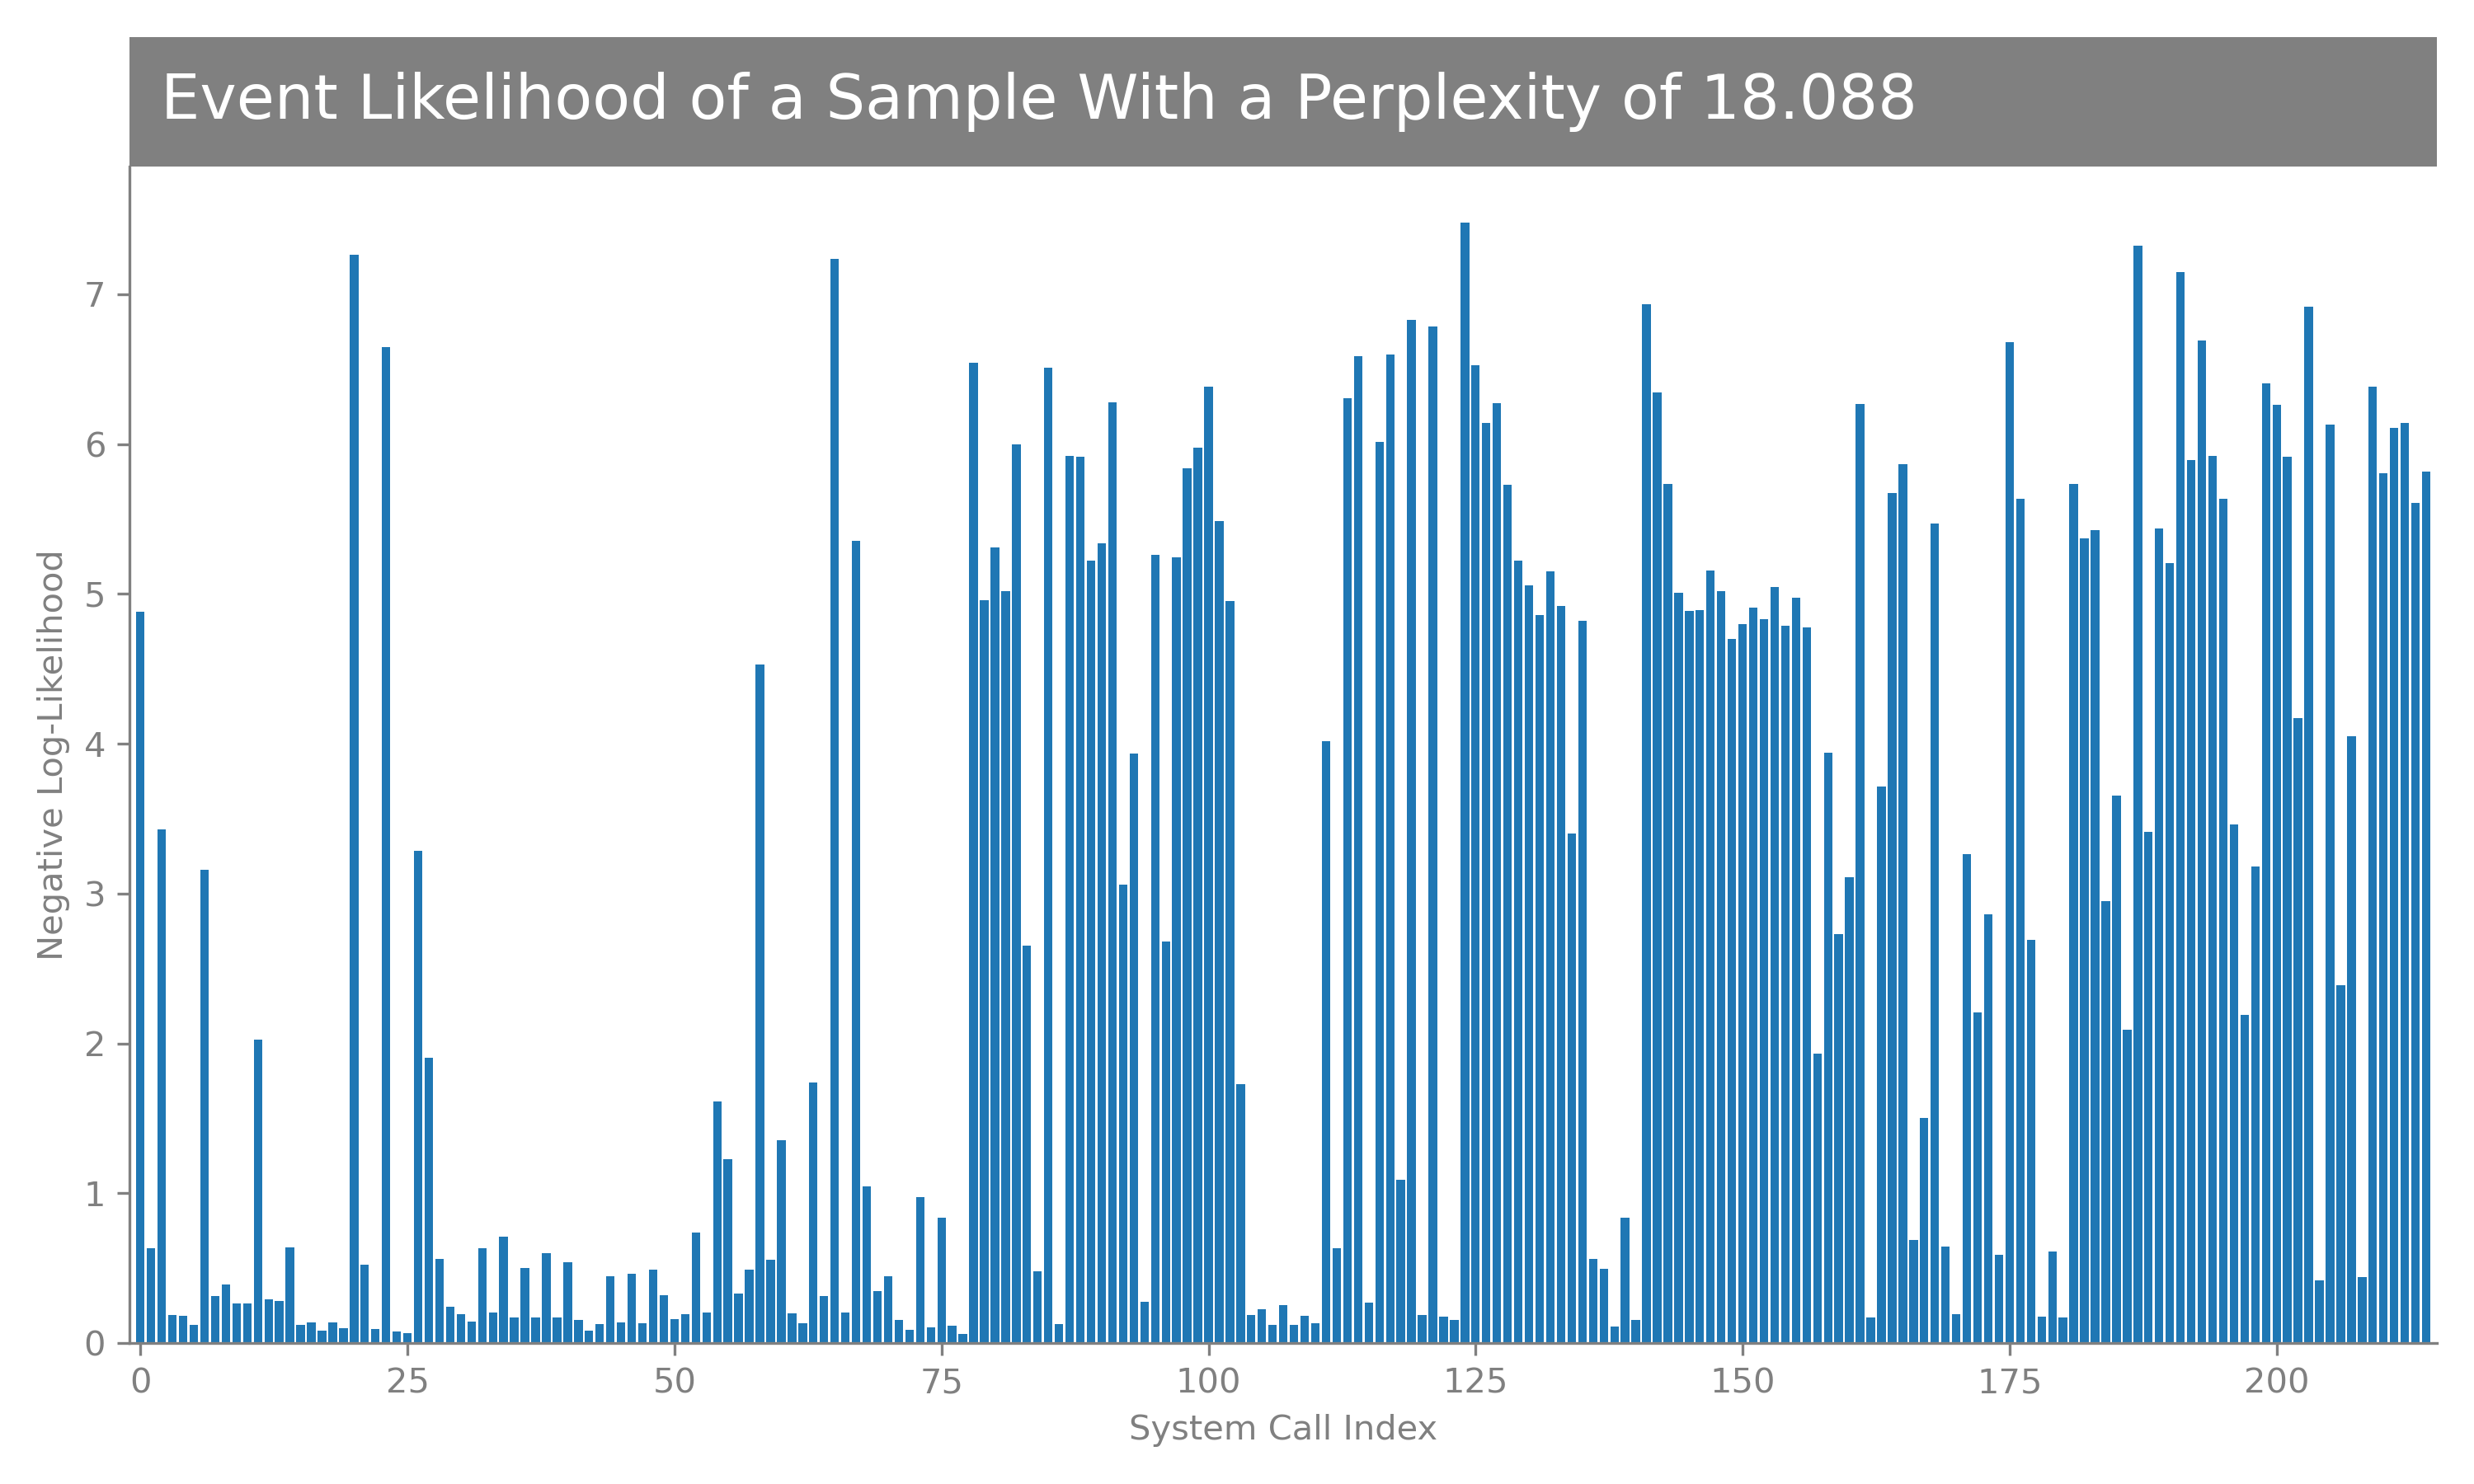 Event Likelihood of a Sample With a Perplexity of 18.088
Negative Log-Likelihood
7
6
5
4
3
2
1
0
0 25 50 75 100 125 150 175 200
System Call Index